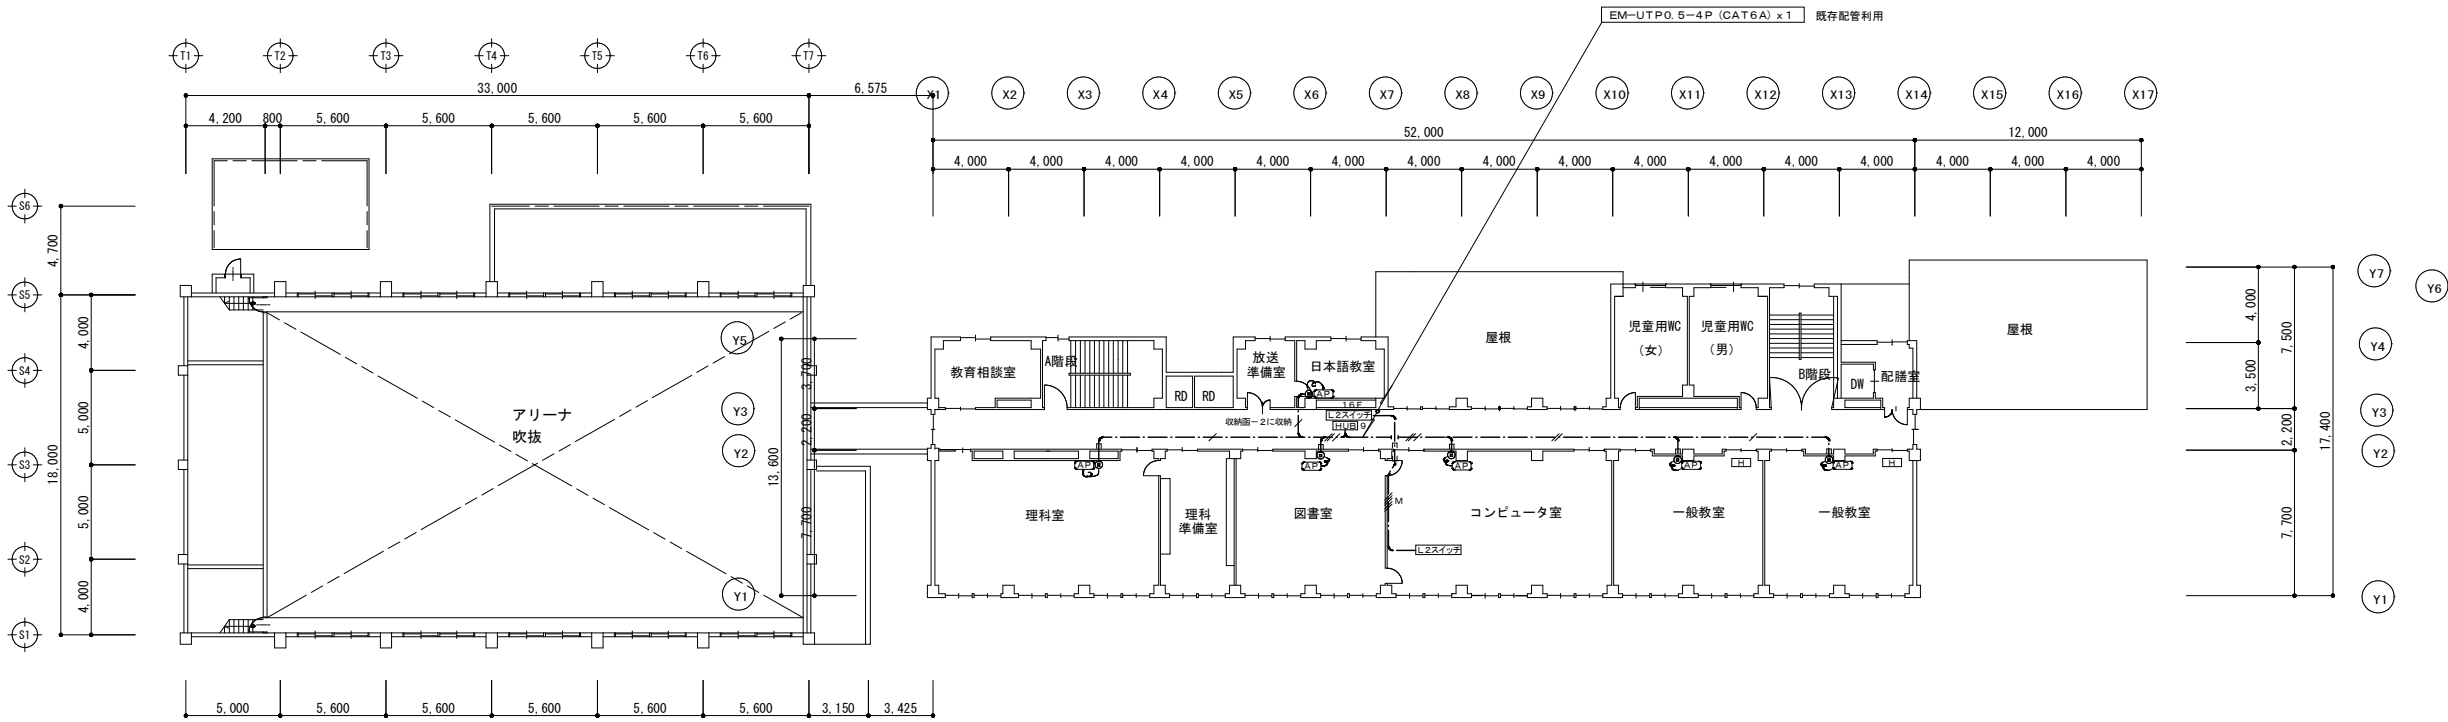 EM-UTP0.5-4P (CAT6A) x1 既存配管利用
T1 T2 T3 T4 T5 T6 T7
X1 X2 X3 X4 X5 X6 X7 X8 X9 X10 X11 X12 X13 X14 X15 X16 X17
33,000 6,575
4,200 800 5,600 5,600 5,600 5,600 5,600
52,000 12,000
4,000 4,000 4,000 4,000 4,000 4,000 4,000 4,000 4,000 4,000 4,000 4,000 4,000 4,000 4,000 4,000
S6
S5
S4
S3
S2
S1
4,700
18,000
4,000
5,000
5,000
4,000
アリーナ
吹抜
Y5
Y3
Y2
Y1
13,600
3,700
2,200
7,700
教育相談室
A階段
RD RD
放送
準備室
日本語教室
AP
屋根
児童用WC
(女)
児童用WC
(男)
B階段
DW
配膳室
屋根
L2スイッチ
HUB 9
AP AP AP AP AP
H H
M
理科室
理科
準備室
図書室
コンピュータ室
一般教室
一般教室
L2スイッチ
4,000
3,500
7,500
2,200
7,700
17,400
Y7
Y6
Y4
Y3
Y2
Y1
5,000 5,600 5,600 5,600 5,600 5,600 3,150 3,425